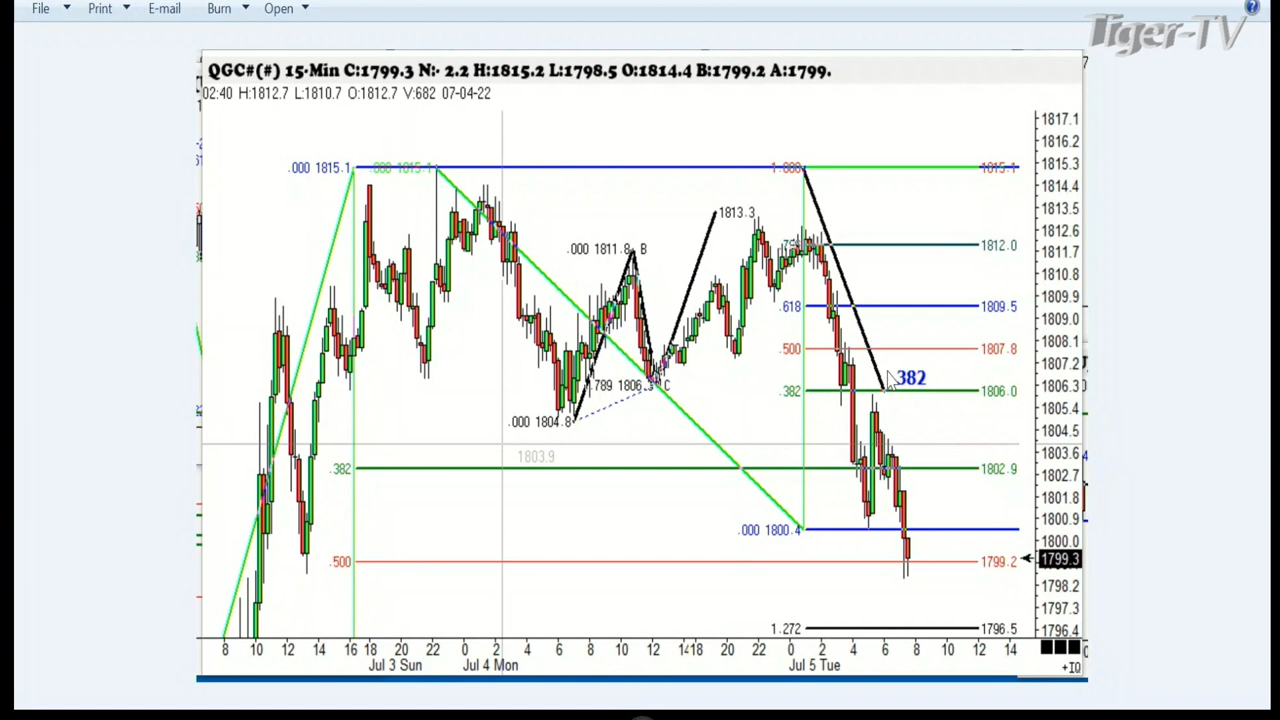 File Print E-mail Burn Open
Tiger-TV
QGC#(#) 15-Min C:1799.3 N:- 2.2 H:1815.2 L:1798.5 O:1814.4 B:1799.2 A:1799.
02:40 H:1812.7 L:1810.7 O:1812.7 V:682 07-04-22
1817.1
1816.2
.000 1815.1 .000 1815.1 1.000 1815.1 1815.3
1814.4
1813.3 1813.5
1812.6
.000 1811.8 B 1812.0 1811.7
1810.8
.618 1809.5 1809.9
1809.0
.500 1807.8 1808.1
1807.2
.789 1806.3 C .382 382 1806.0 1806.3
1805.4
.000 1804.8 1804.5
1803.9 1803.6
.382 1802.9 1802.7
1801.8
.000 1800.4 1800.9
1800.0
.500 1799.2 1799.3
1798.2
1797.3
1.272 1796.5 1796.4
8 10 12 14 16 18 20 22 0 2 4 6 8 10 12 14 18 20 22 0 2 4 6 8 10 12 14
Jul 3 Sun Jul 4 Mon Jul 5 Tue
+IQ